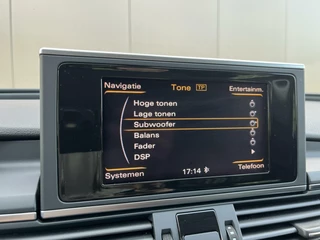 Navigatie Tone TP Entertainm.
Hoge tonen
Lage tonen
Subwoofer
Balans
Fader
DSP
Systemen 17:14 Telefoon